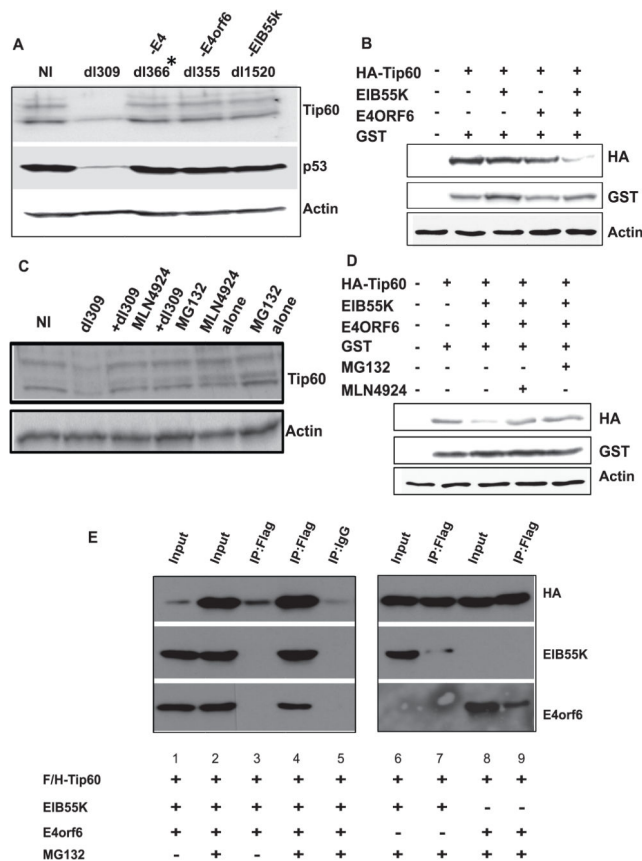 A
-E4
-E4orf6
-EIB55k
NI dl309 dl366* dl355 dl1520
Tip60
p53
Actin
B
HA-Tip60 - + + + +
EIB55K - - + - +
E4ORF6 - - - + +
GST - + + + +
HA
GST
Actin
C
NI
dl309
+dl309 MLN4924
+dl309 MG132
MLN4924 alone
MG132 alone
Tip60
Actin
D
HA-Tip60 - + + + +
EIB55K - - + + +
E4ORF6 - - + + +
GST - + + + +
MG132 - - - - +
MLN4924 - - - + -
HA
GST
Actin
E
Input Input IP:Flag IP:Flag IP:IgG Input IP:Flag Input IP:Flag
HA
EIB55K
E4orf6
1 2 3 4 5 6 7 8 9
F/H-Tip60 + + + + + + + + +
EIB55K + + + + + + + - -
E4orf6 + + + + + - - + +
MG132 - + - + + + + + +